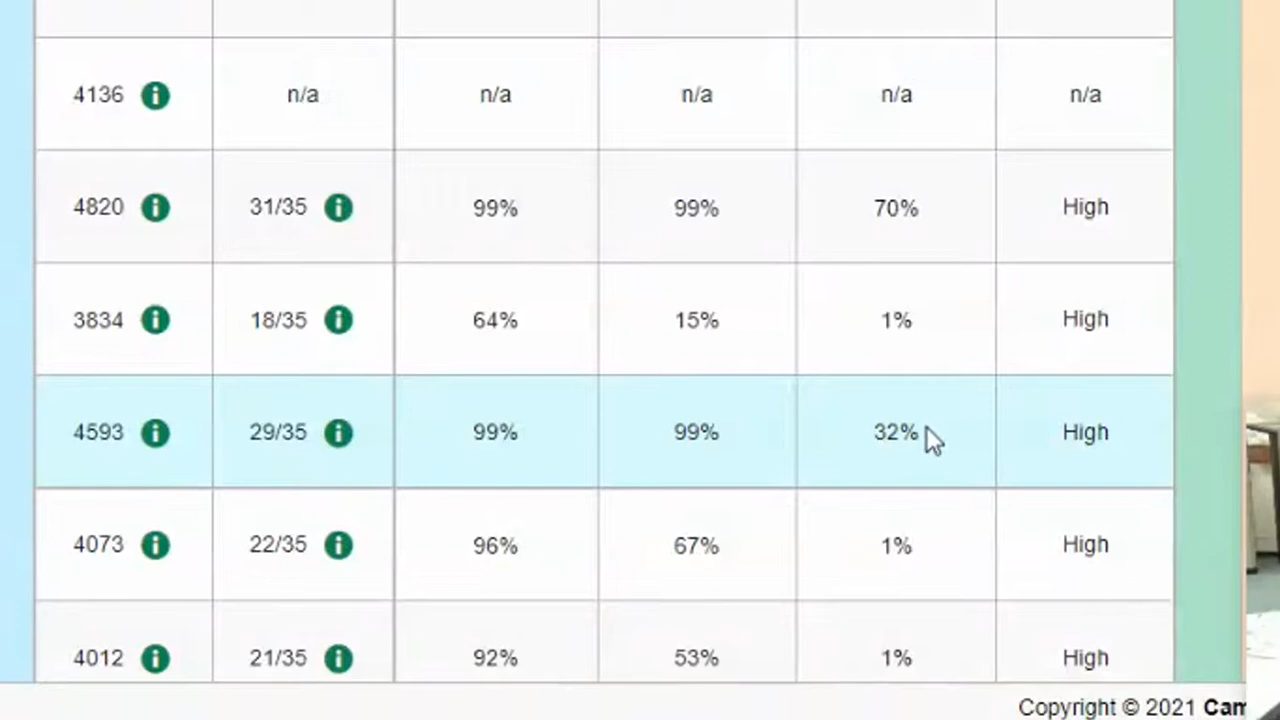 4136 n/a n/a n/a n/a n/a
4820 31/35 99% 99% 70% High
3834 18/35 64% 15% 1% High
4593 29/35 99% 99% 32% High
4073 22/35 96% 67% 1% High
4012 21/35 92% 53% 1% High
Copyright © 2021